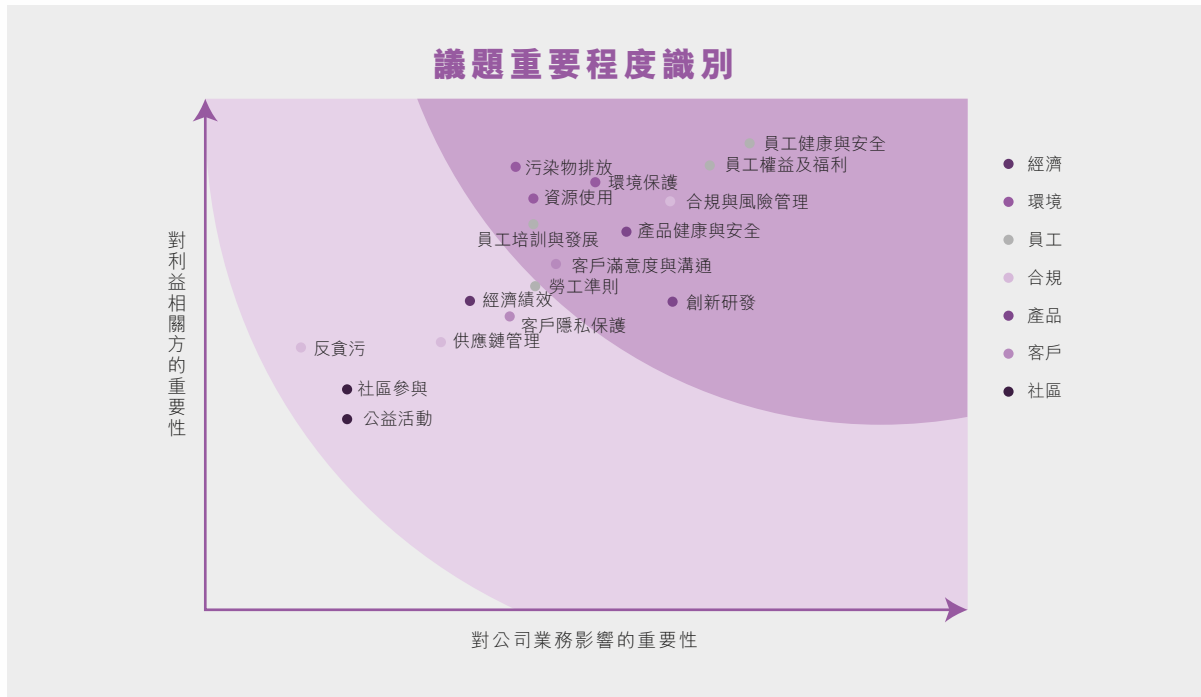 議題重要程度識別
對利益相關方的重要性
員工健康與安全
員工權益及福利
污染物排放
環境保護
資源使用
合規與風險管理
員工培訓與發展
產品健康與安全
客戶滿意度與溝通
勞工準則
經濟績效
創新研發
客戶隱私保護
供應鏈管理
反貪污
社區參與
公益活動
對公司業務影響的重要性
經濟
環境
員工
合規
產品
客戶
社區